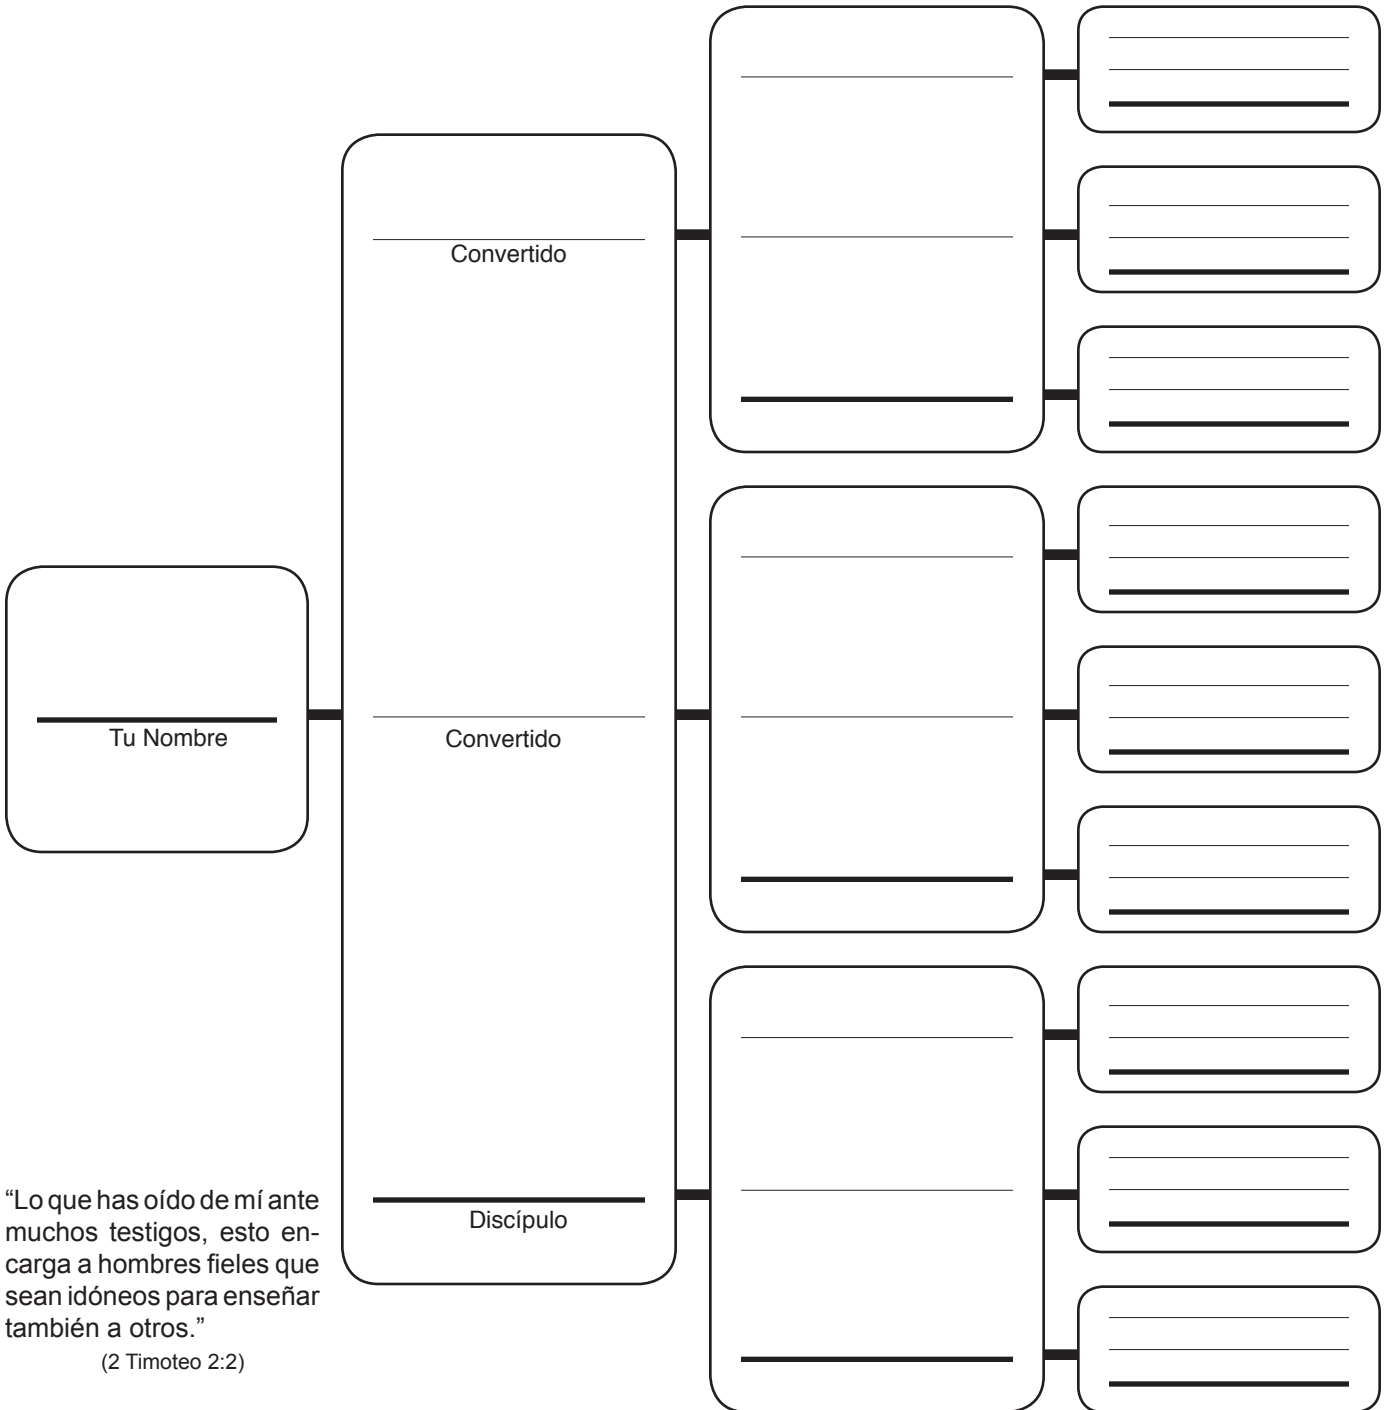 Convertido
Tu Nombre
Convertido
Discípulo
“Lo que has oído de mí ante
muchos testigos, esto en-
carga a hombres fieles que
sean idóneos para enseñar
también a otros.”
(2 Timoteo 2:2)